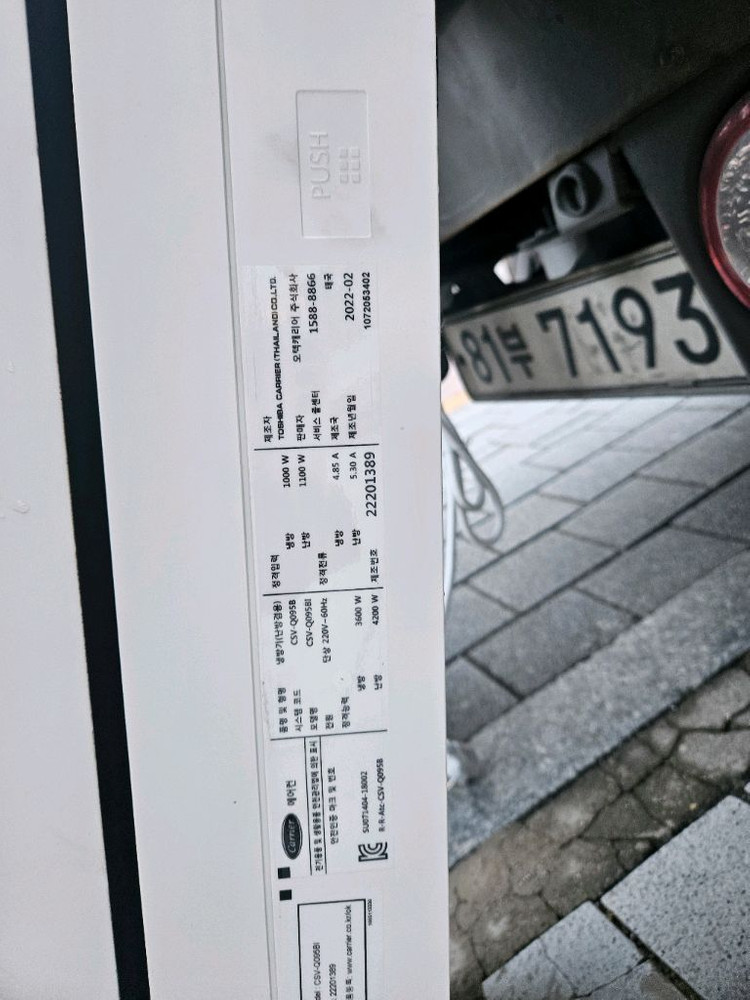 Carrier 에어컨
전기용품 및 생활용품 안전관리법에 의한 표시
안전인증 마크 및 번호
SU071404-18002
R-R-Atc-CSV-Q095B
품명 및 형명 냉방기(난방겸용)
시스템 코드 CSV-Q095B
모델명 CSV-Q095BI
전원 단상 220V~60Hz
정격능력
냉방 3600 W
난방 4200 W
정격입력
냉방 1000 W
난방 1100 W
정격전류
냉방 4.85 A
난방 5.30 A
제조번호 22201389
제조자
TOSHIBA CARRIER (THAILAND) CO.,LTD.
판매자 오텍캐리어 주식회사
서비스 콜센터 1588-8866
제조국 태국
제조년월일 2022-02
1072053402
PUSH
CSV-Q095BI
22201389
www.carrier.co.kr/ok
81부 7193